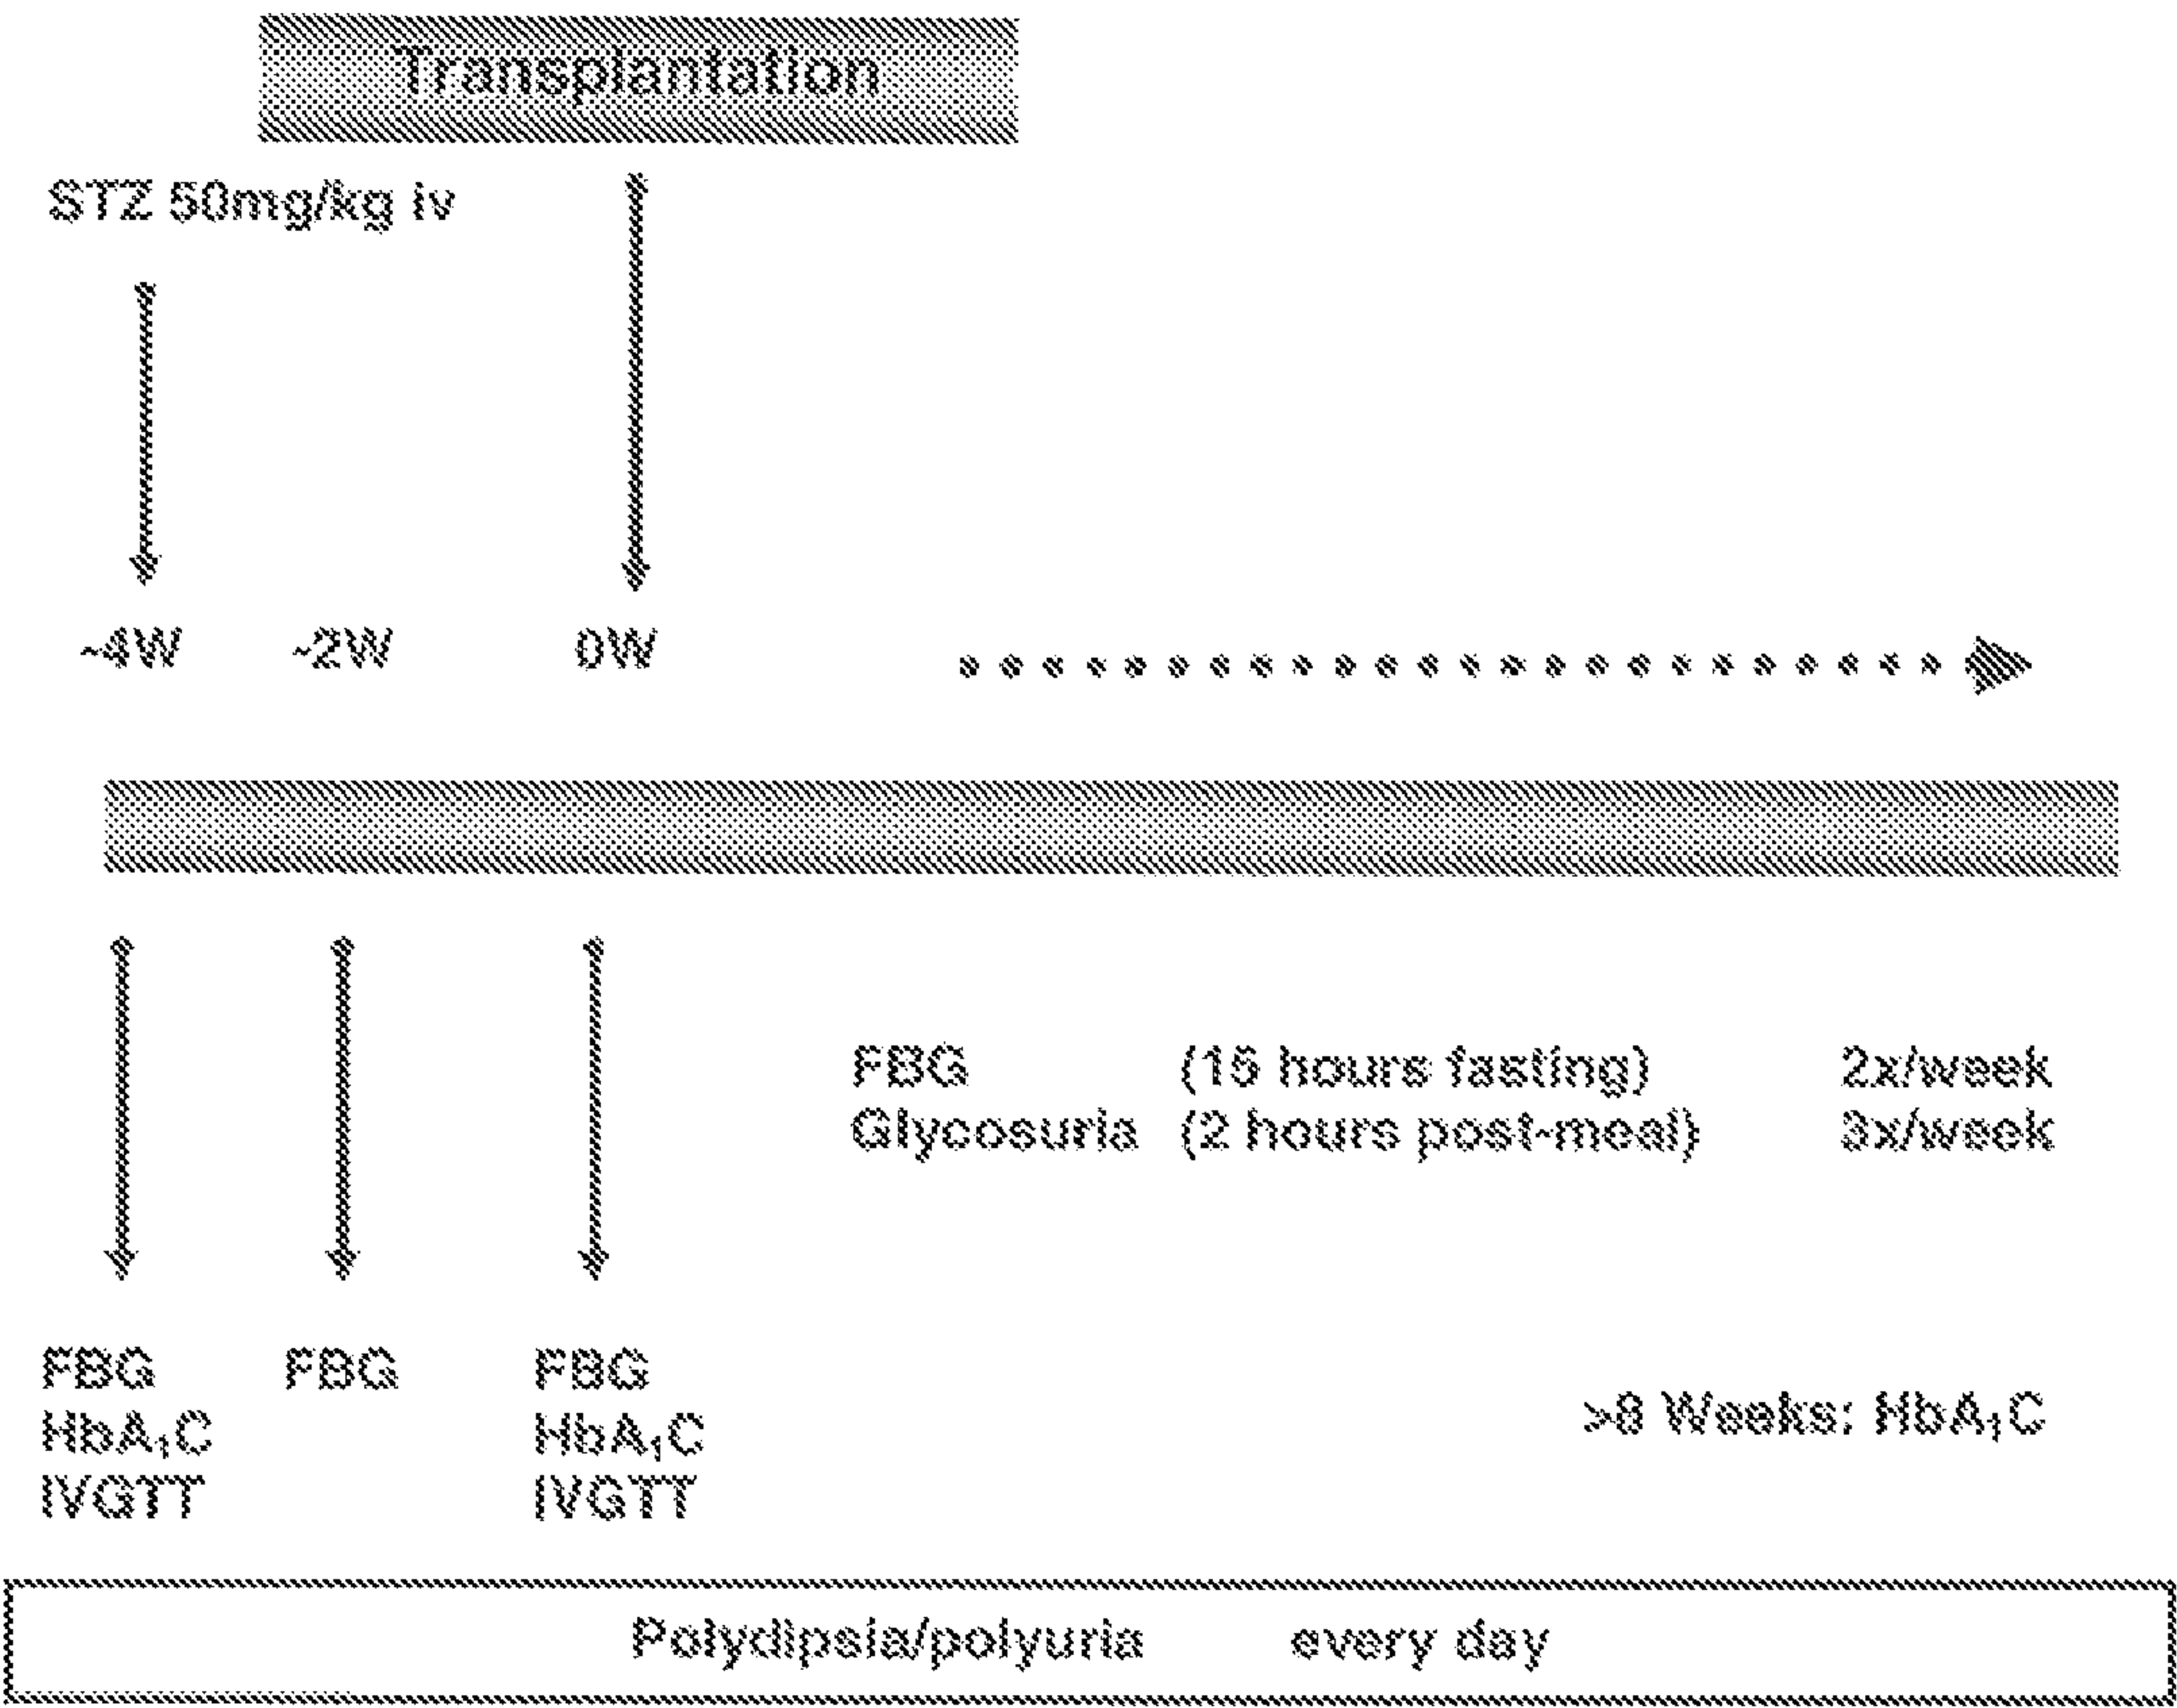 Transplantation
STZ 50mg/kg iv
-4W -2W 0W
FBG (15 hours fasting) 2x/week
Glycosuria (2 hours post-meal) 3x/week
FBG FBG FBG
HbA₁C HbA₁C
IVGTT IVGTT
>8 Weeks: HbA₁C
Polydipsia/polyuria every day